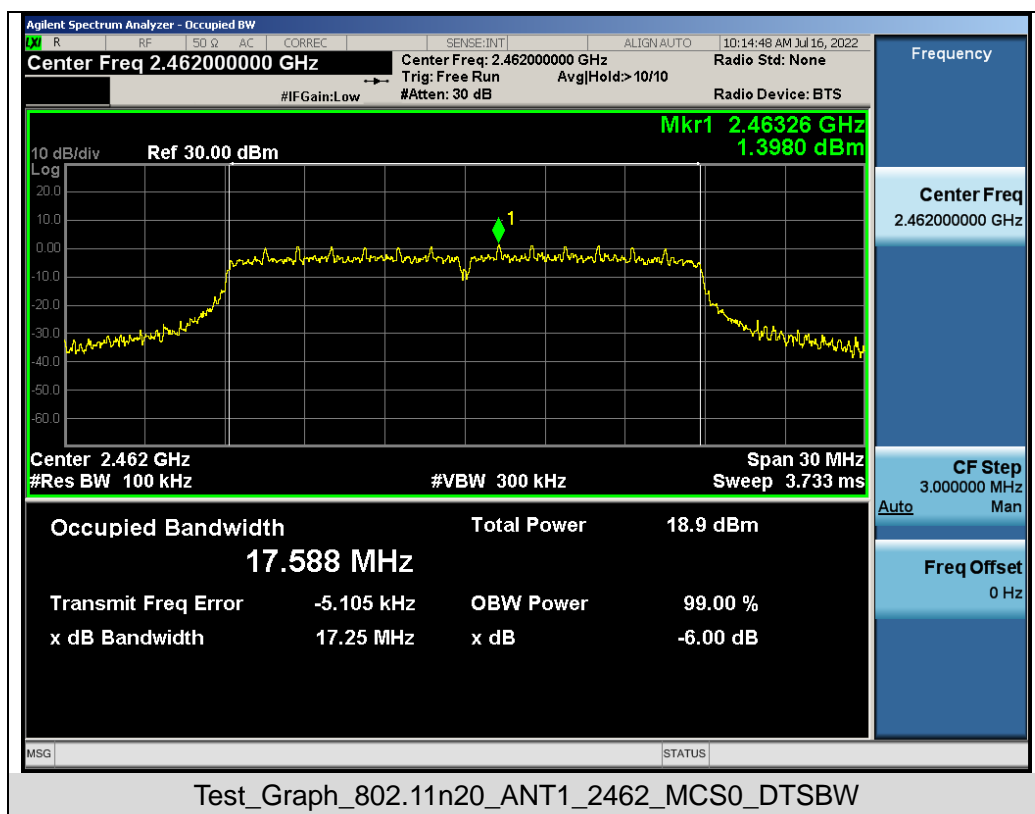 Agilent Spectrum Analyzer - Occupied BW
LXI R RF 50 Ω AC CORREC SENSE:INT ALIGN AUTO 10:14:48 AM Jul 16, 2022
Center Freq 2.462000000 GHz Center Freq: 2.462000000 GHz Radio Std: None
Trig: Free Run Avg|Hold:>10/10
#IFGain:Low #Atten: 30 dB Radio Device: BTS
Mkr1 2.46326 GHz
1.3980 dBm
10 dB/div Ref 30.00 dBm
Log
20.0
10.0
0.00
-10.0
-20.0
-30.0
-40.0
-50.0
-60.0
1
Center 2.462 GHz Span 30 MHz
#Res BW 100 kHz #VBW 300 kHz Sweep 3.733 ms
Occupied Bandwidth Total Power 18.9 dBm
17.588 MHz
Transmit Freq Error -5.105 kHz OBW Power 99.00 %
x dB Bandwidth 17.25 MHz x dB -6.00 dB
MSG STATUS
Frequency
Center Freq
2.462000000 GHz
CF Step
3.000000 MHz
Auto Man
Freq Offset
0 Hz
Test_Graph_802.11n20_ANT1_2462_MCS0_DTSBW